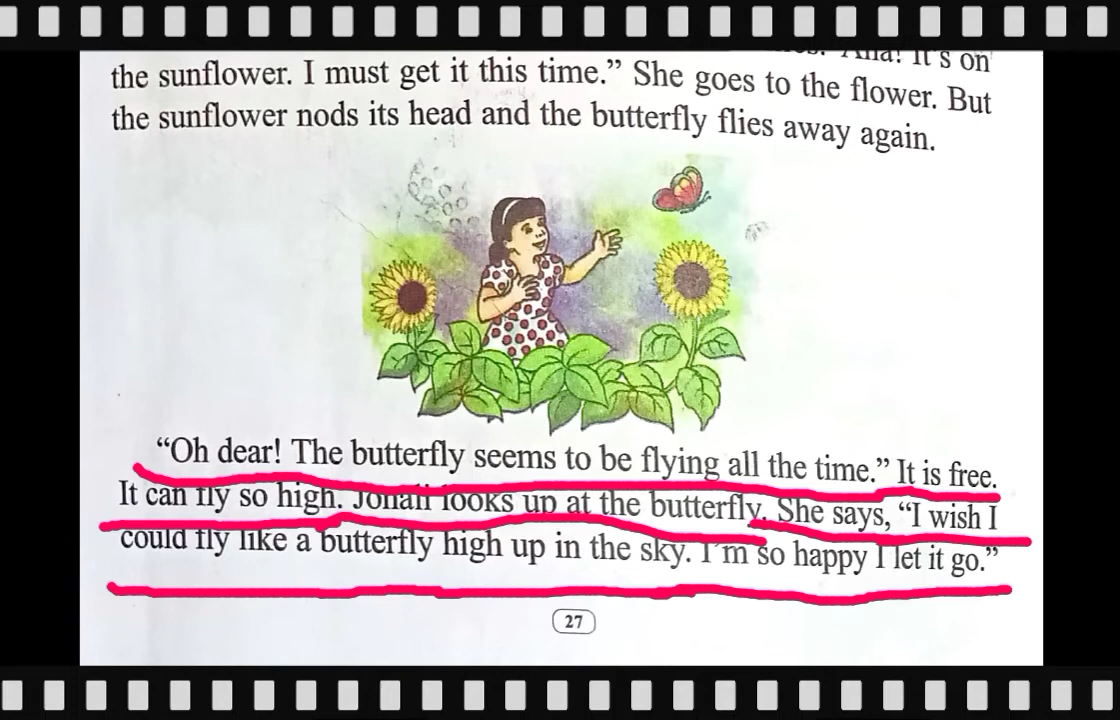 It's on
the sunflower. I must get it this time.” She goes to the flower. But
the sunflower nods its head and the butterfly flies away again.
“Oh dear! The butterfly seems to be flying all the time.” It is free.
It can fly so high. Jonali looks up at the butterfly. She says, “I wish I
could fly like a butterfly high up in the sky. I’m so happy I let it go.”
27